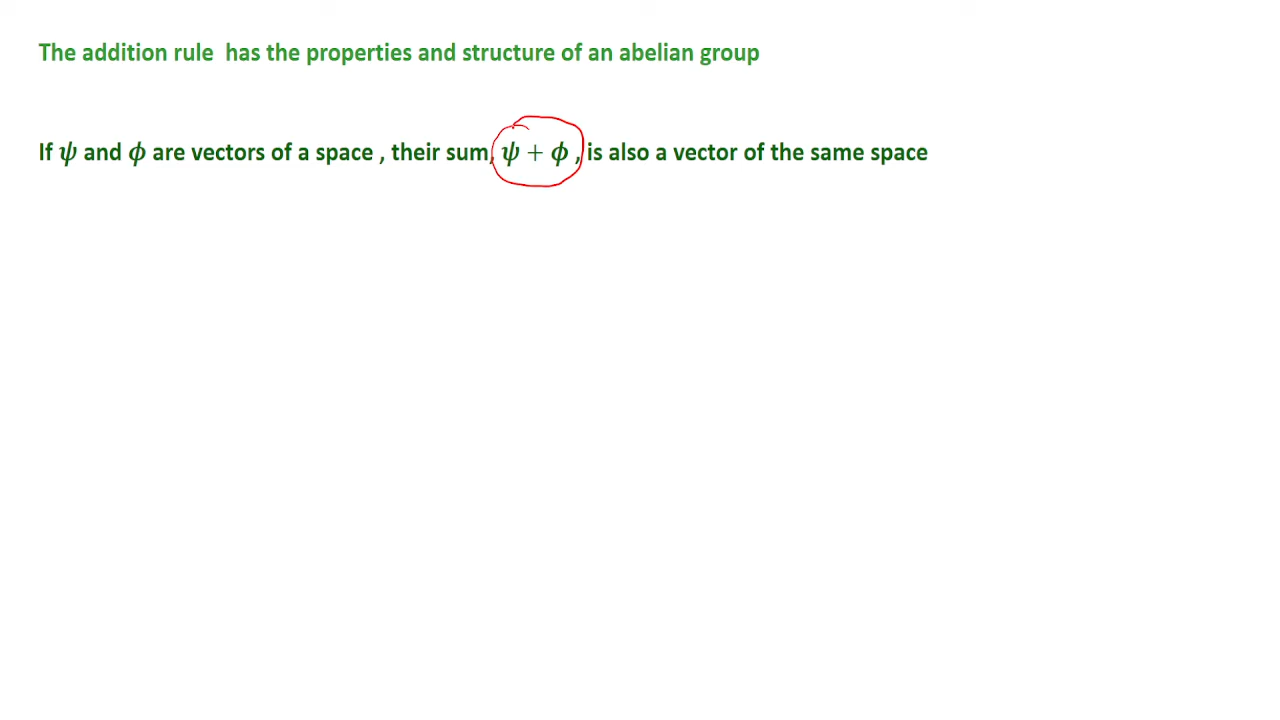 The addition rule has the properties and structure of an abelian group
If ψ and ϕ are vectors of a space , their sum, ψ + ϕ , is also a vector of the same space